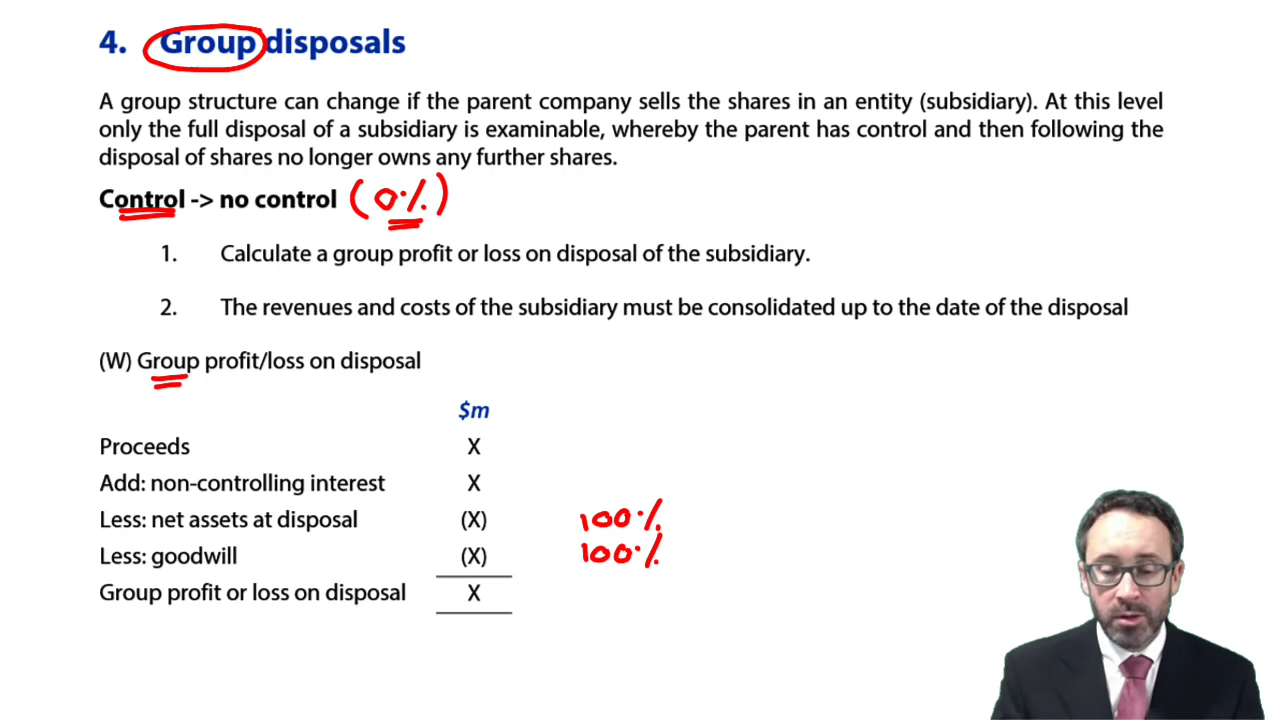 4. Group disposals
A group structure can change if the parent company sells the shares in an entity (subsidiary). At this level
only the full disposal of a subsidiary is examinable, whereby the parent has control and then following the
disposal of shares no longer owns any further shares.
Control -> no control (0%)
1. Calculate a group profit or loss on disposal of the subsidiary.
2. The revenues and costs of the subsidiary must be consolidated up to the date of the disposal
(W) Group profit/loss on disposal
$m
Proceeds X
Add: non-controlling interest X
Less: net assets at disposal (X) 100%
Less: goodwill (X) 100%
Group profit or loss on disposal X